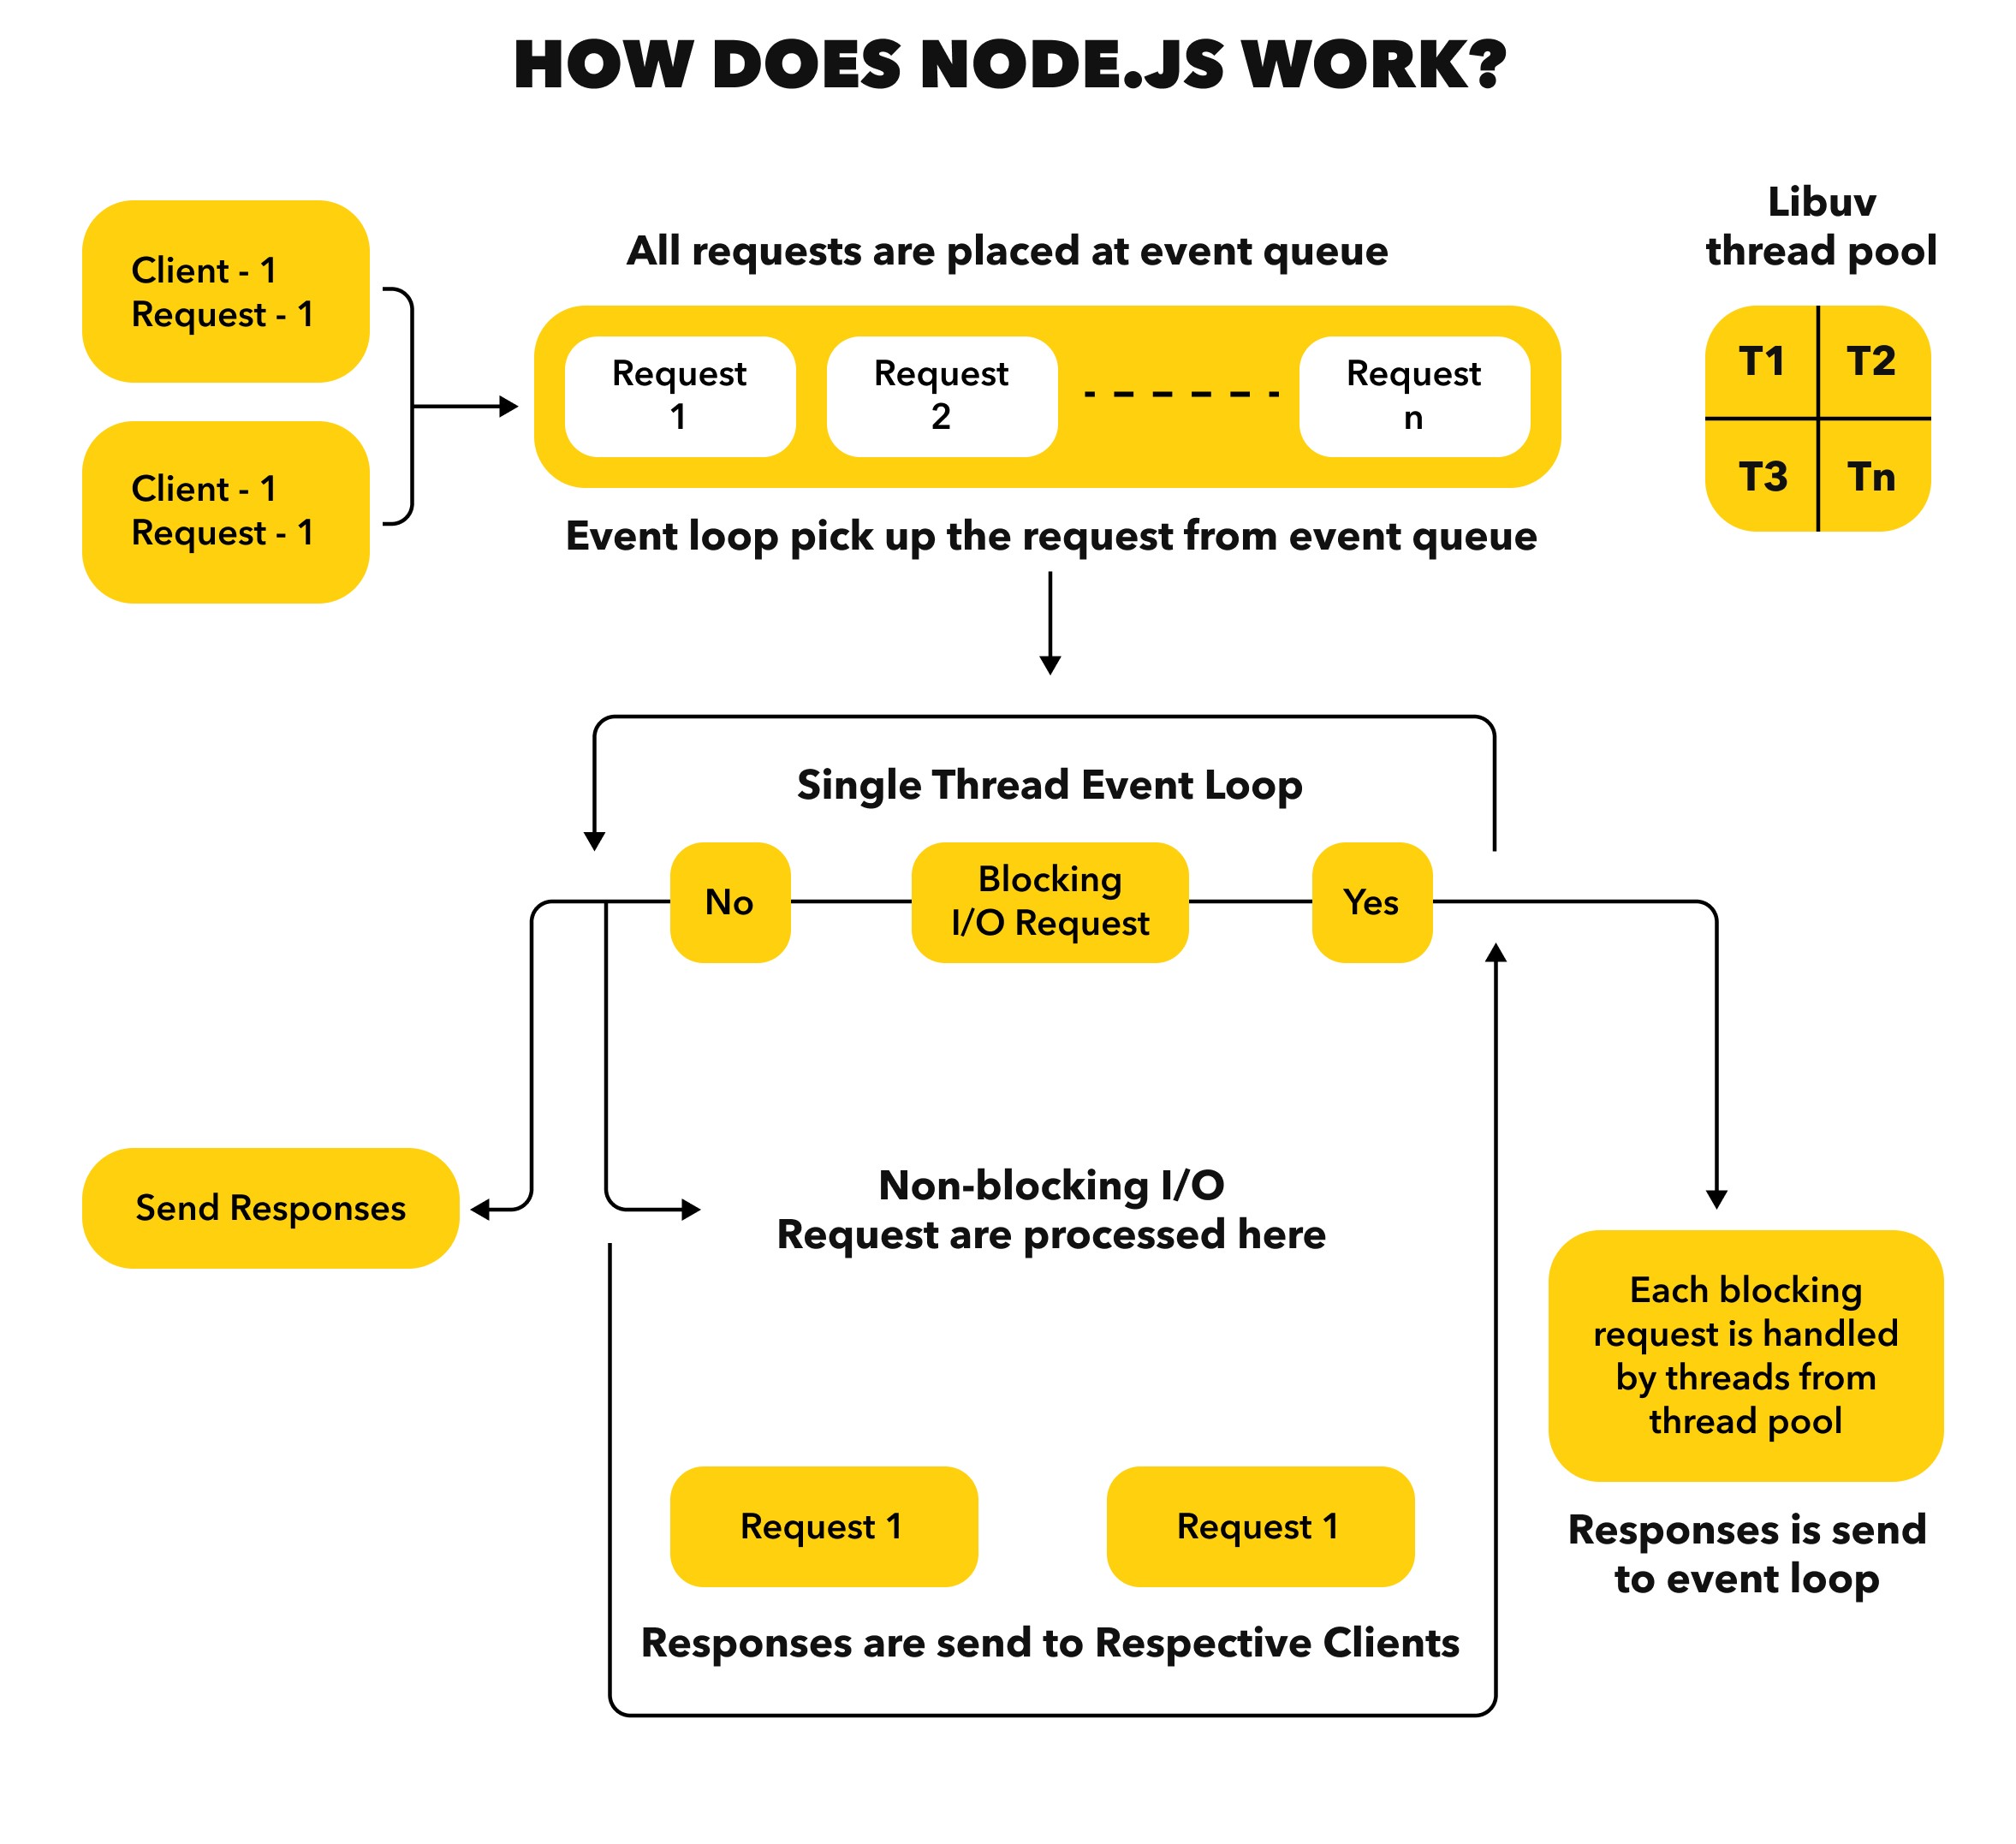 HOW DOES NODE.JS WORK?
Client - 1
Request - 1
Client - 1
Request - 1
All requests are placed at event queue
Request
1
Request
2
Request
n
Event loop pick up the request from event queue
Libuv
thread pool
T1
T2
T3
Tn
Single Thread Event Loop
No
Blocking
I/O Request
Yes
Send Responses
Non-blocking I/O
Request are processed here
Each blocking
request is handled
by threads from
thread pool
Request 1
Request 1
Responses is send
to event loop
Responses are send to Respective Clients